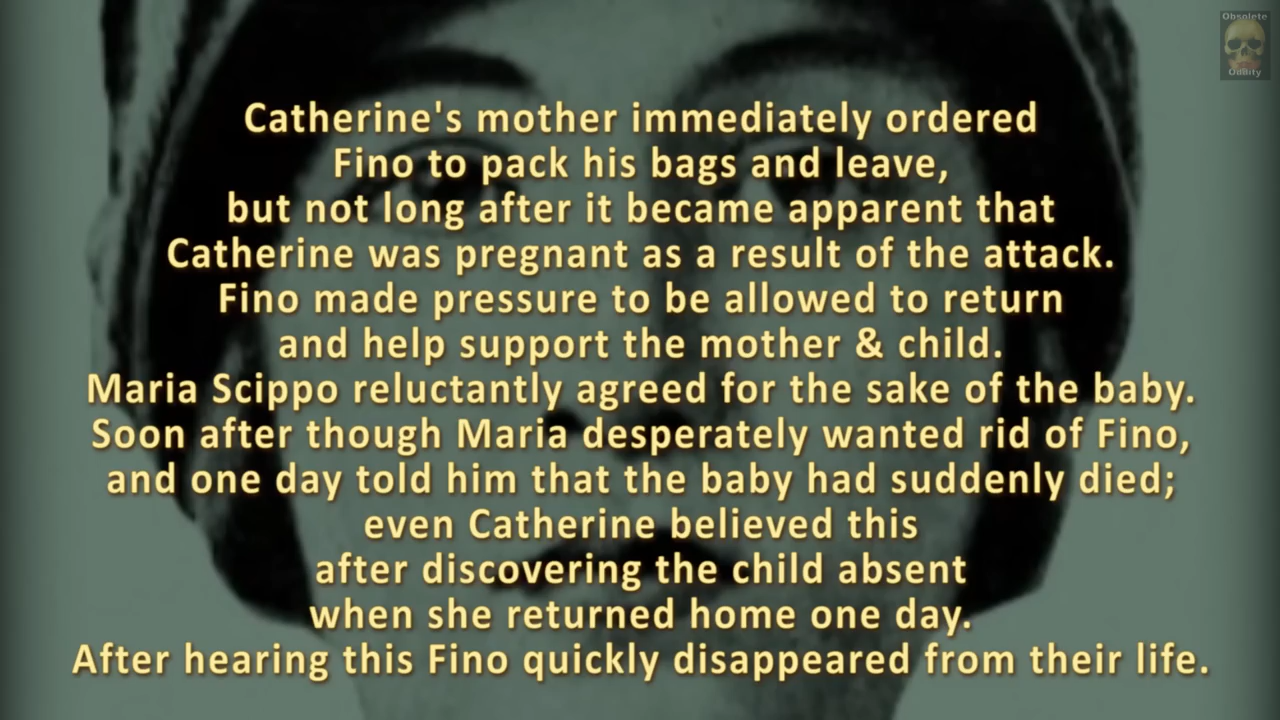 Obsolete
Oddity
Catherine's mother immediately ordered
Fino to pack his bags and leave,
but not long after it became apparent that
Catherine was pregnant as a result of the attack.
Fino made pressure to be allowed to return
and help support the mother & child.
Maria Scippo reluctantly agreed for the sake of the baby.
Soon after though Maria desperately wanted rid of Fino,
and one day told him that the baby had suddenly died;
even Catherine believed this
after discovering the child absent
when she returned home one day.
After hearing this Fino quickly disappeared from their life.